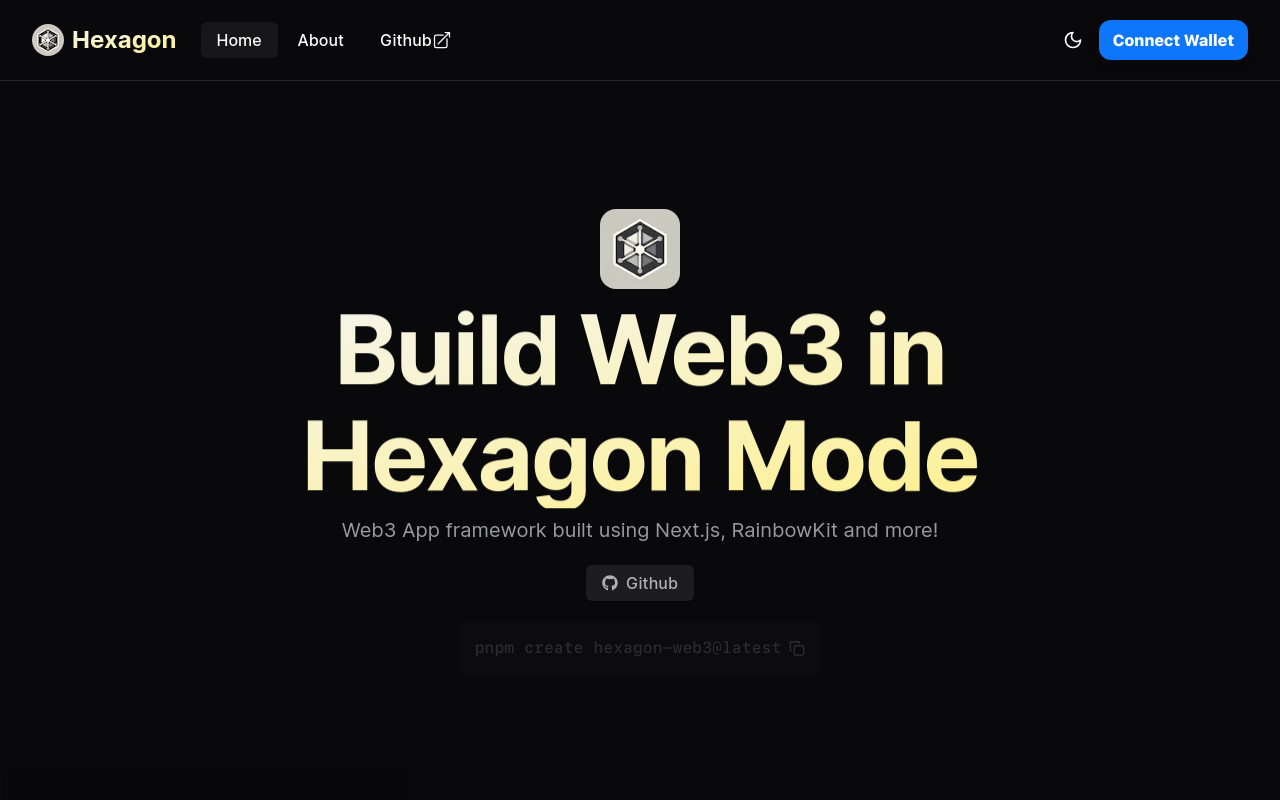 Hexagon
Home
About
Github
Connect Wallet
Build Web3 in
Hexagon Mode
Web3 App framework built using Next.js, RainbowKit and more!
Github
pnpm create hexagon-web3@latest